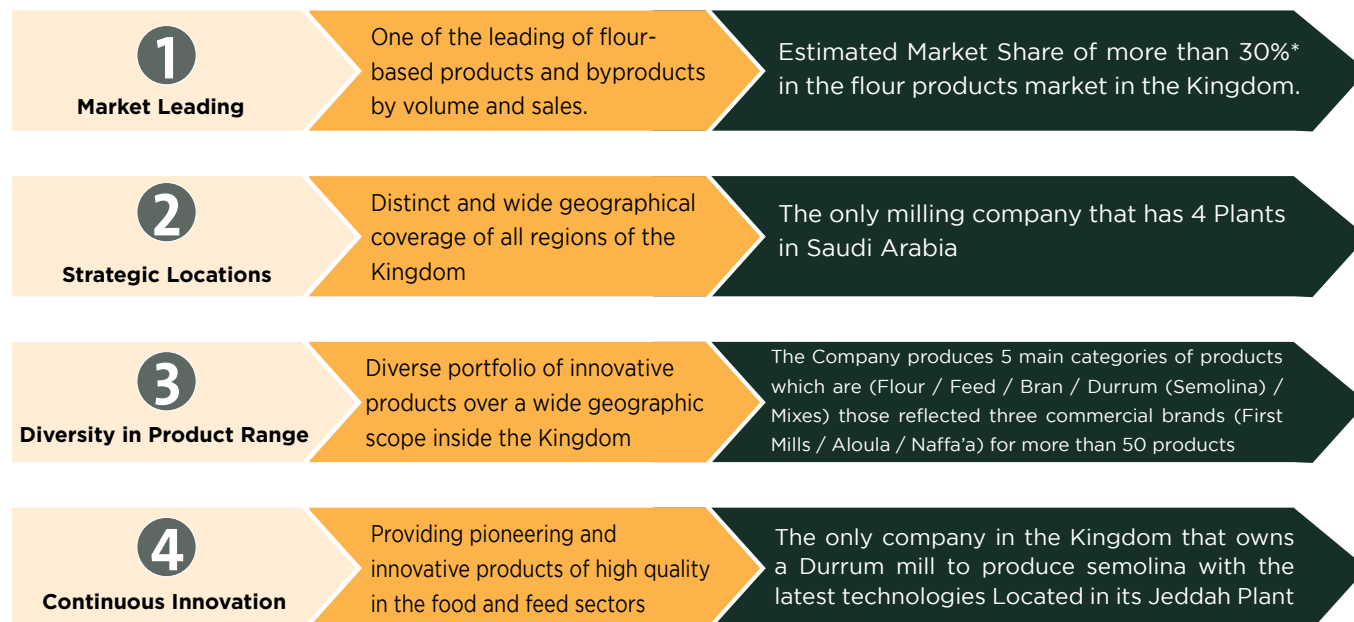 1
Market Leading
One of the leading of flour-
based products and byproducts
by volume and sales.
Estimated Market Share of more than 30%*
in the flour products market in the Kingdom.
2
Strategic Locations
Distinct and wide geographical
coverage of all regions of the
Kingdom
The only milling company that has 4 Plants
in Saudi Arabia
3
Diversity in Product Range
Diverse portfolio of innovative
products over a wide geographic
scope inside the Kingdom
The Company produces 5 main categories of products
which are (Flour / Feed / Bran / Durrum (Semolina) /
Mixes) those reflected three commercial brands (First
Mills / Aloula / Naffa’a) for more than 50 products
4
Continuous Innovation
Providing pioneering and
innovative products of high quality
in the food and feed sectors
The only company in the Kingdom that owns
a Durrum mill to produce semolina with the
latest technologies Located in its Jeddah Plant